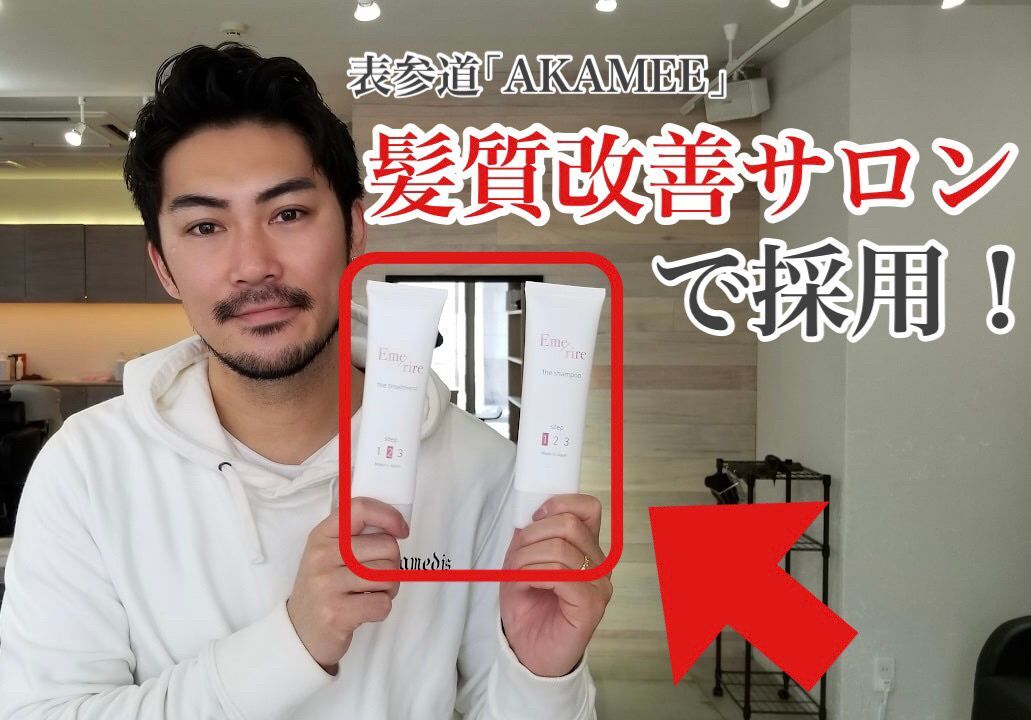 表参道「AKAMEE」
髪質改善サロン
で採用！
Eme
rire
the treatment
step
1 2 3
Made in Japan
Eme
rire
the shampoo
step
1 2 3
Made in Japan
amedis